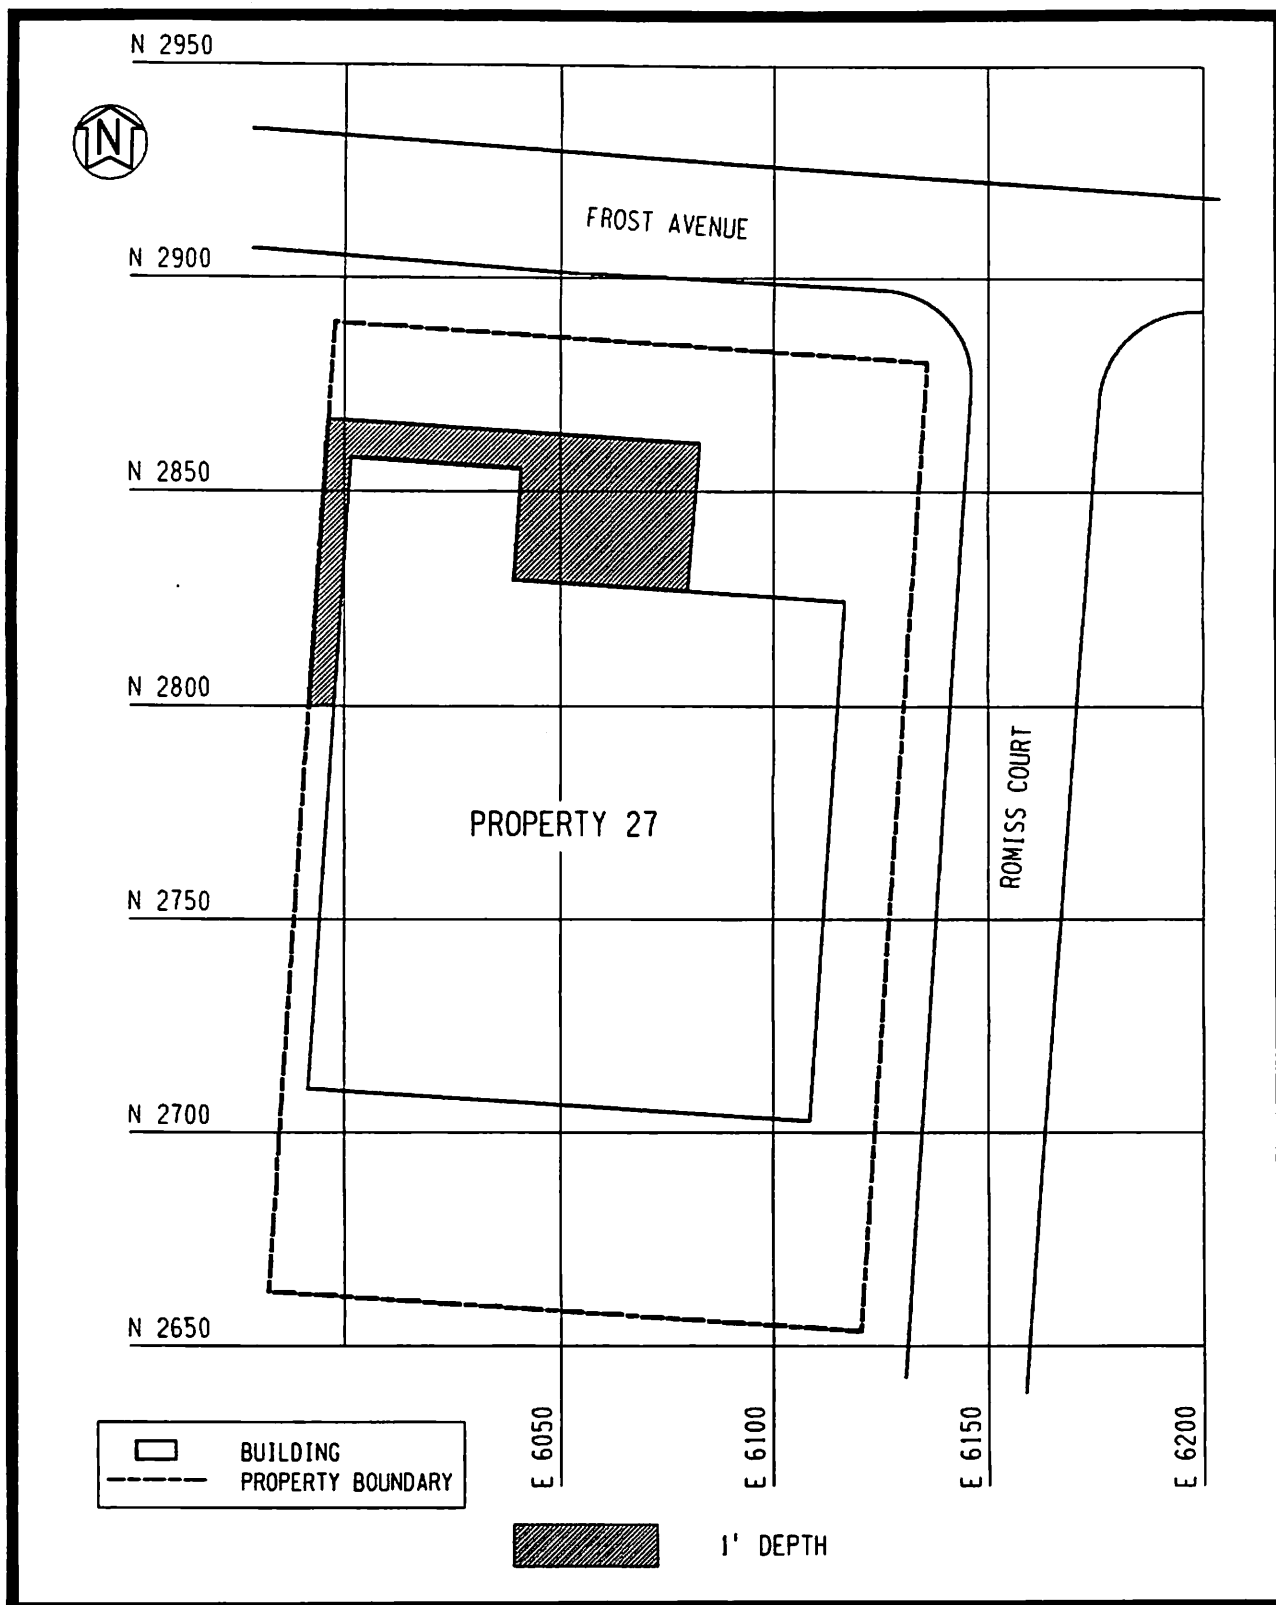 N 2950
N
FROST AVENUE
N 2900
N 2850
N 2800
ROMISS COURT
PROPERTY 27
N 2750
N 2700
N 2650
E 6050
E 6100
E 6150
E 6200
BUILDING
PROPERTY BOUNDARY
1' DEPTH